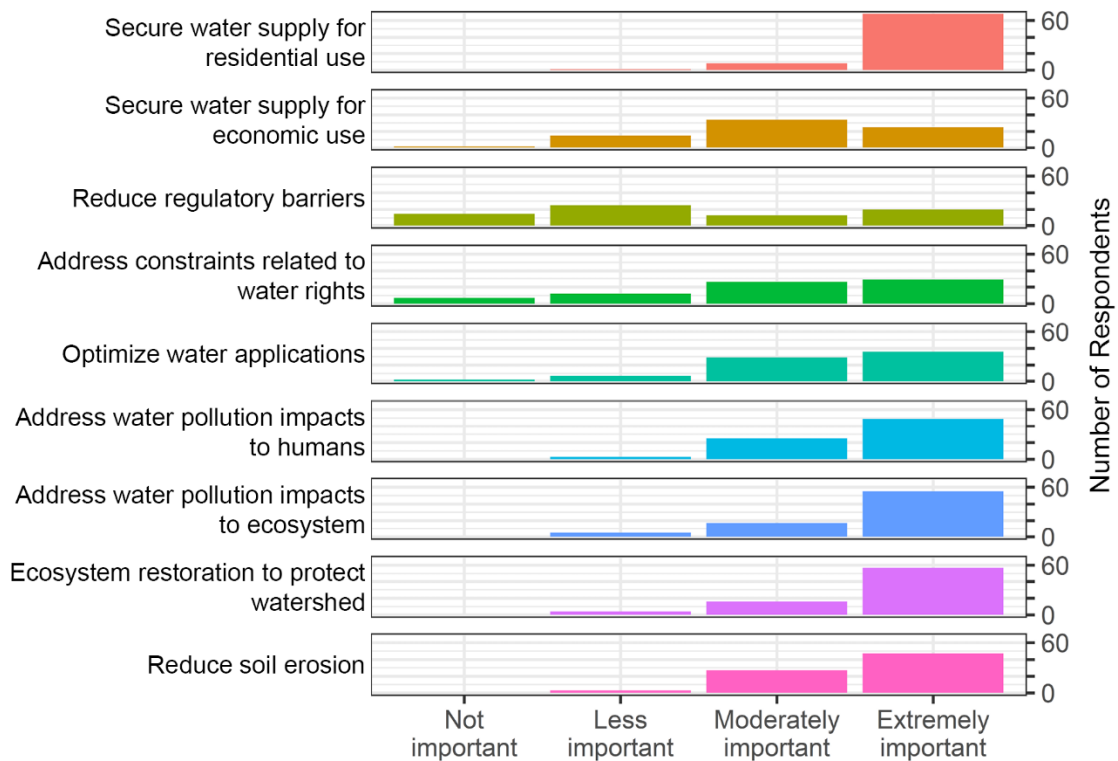 Secure water supply for
residential use
60
0
Secure water supply for
economic use
60
0
Reduce regulatory barriers
60
0
Address constraints related to
water rights
60
0
Optimize water applications
60
0
Address water pollution impacts
to humans
60
0
Address water pollution impacts
to ecosystem
60
0
Ecosystem restoration to protect
watershed
60
0
Reduce soil erosion
60
0
Number of Respondents
Not
important
Less
important
Moderately
important
Extremely
important